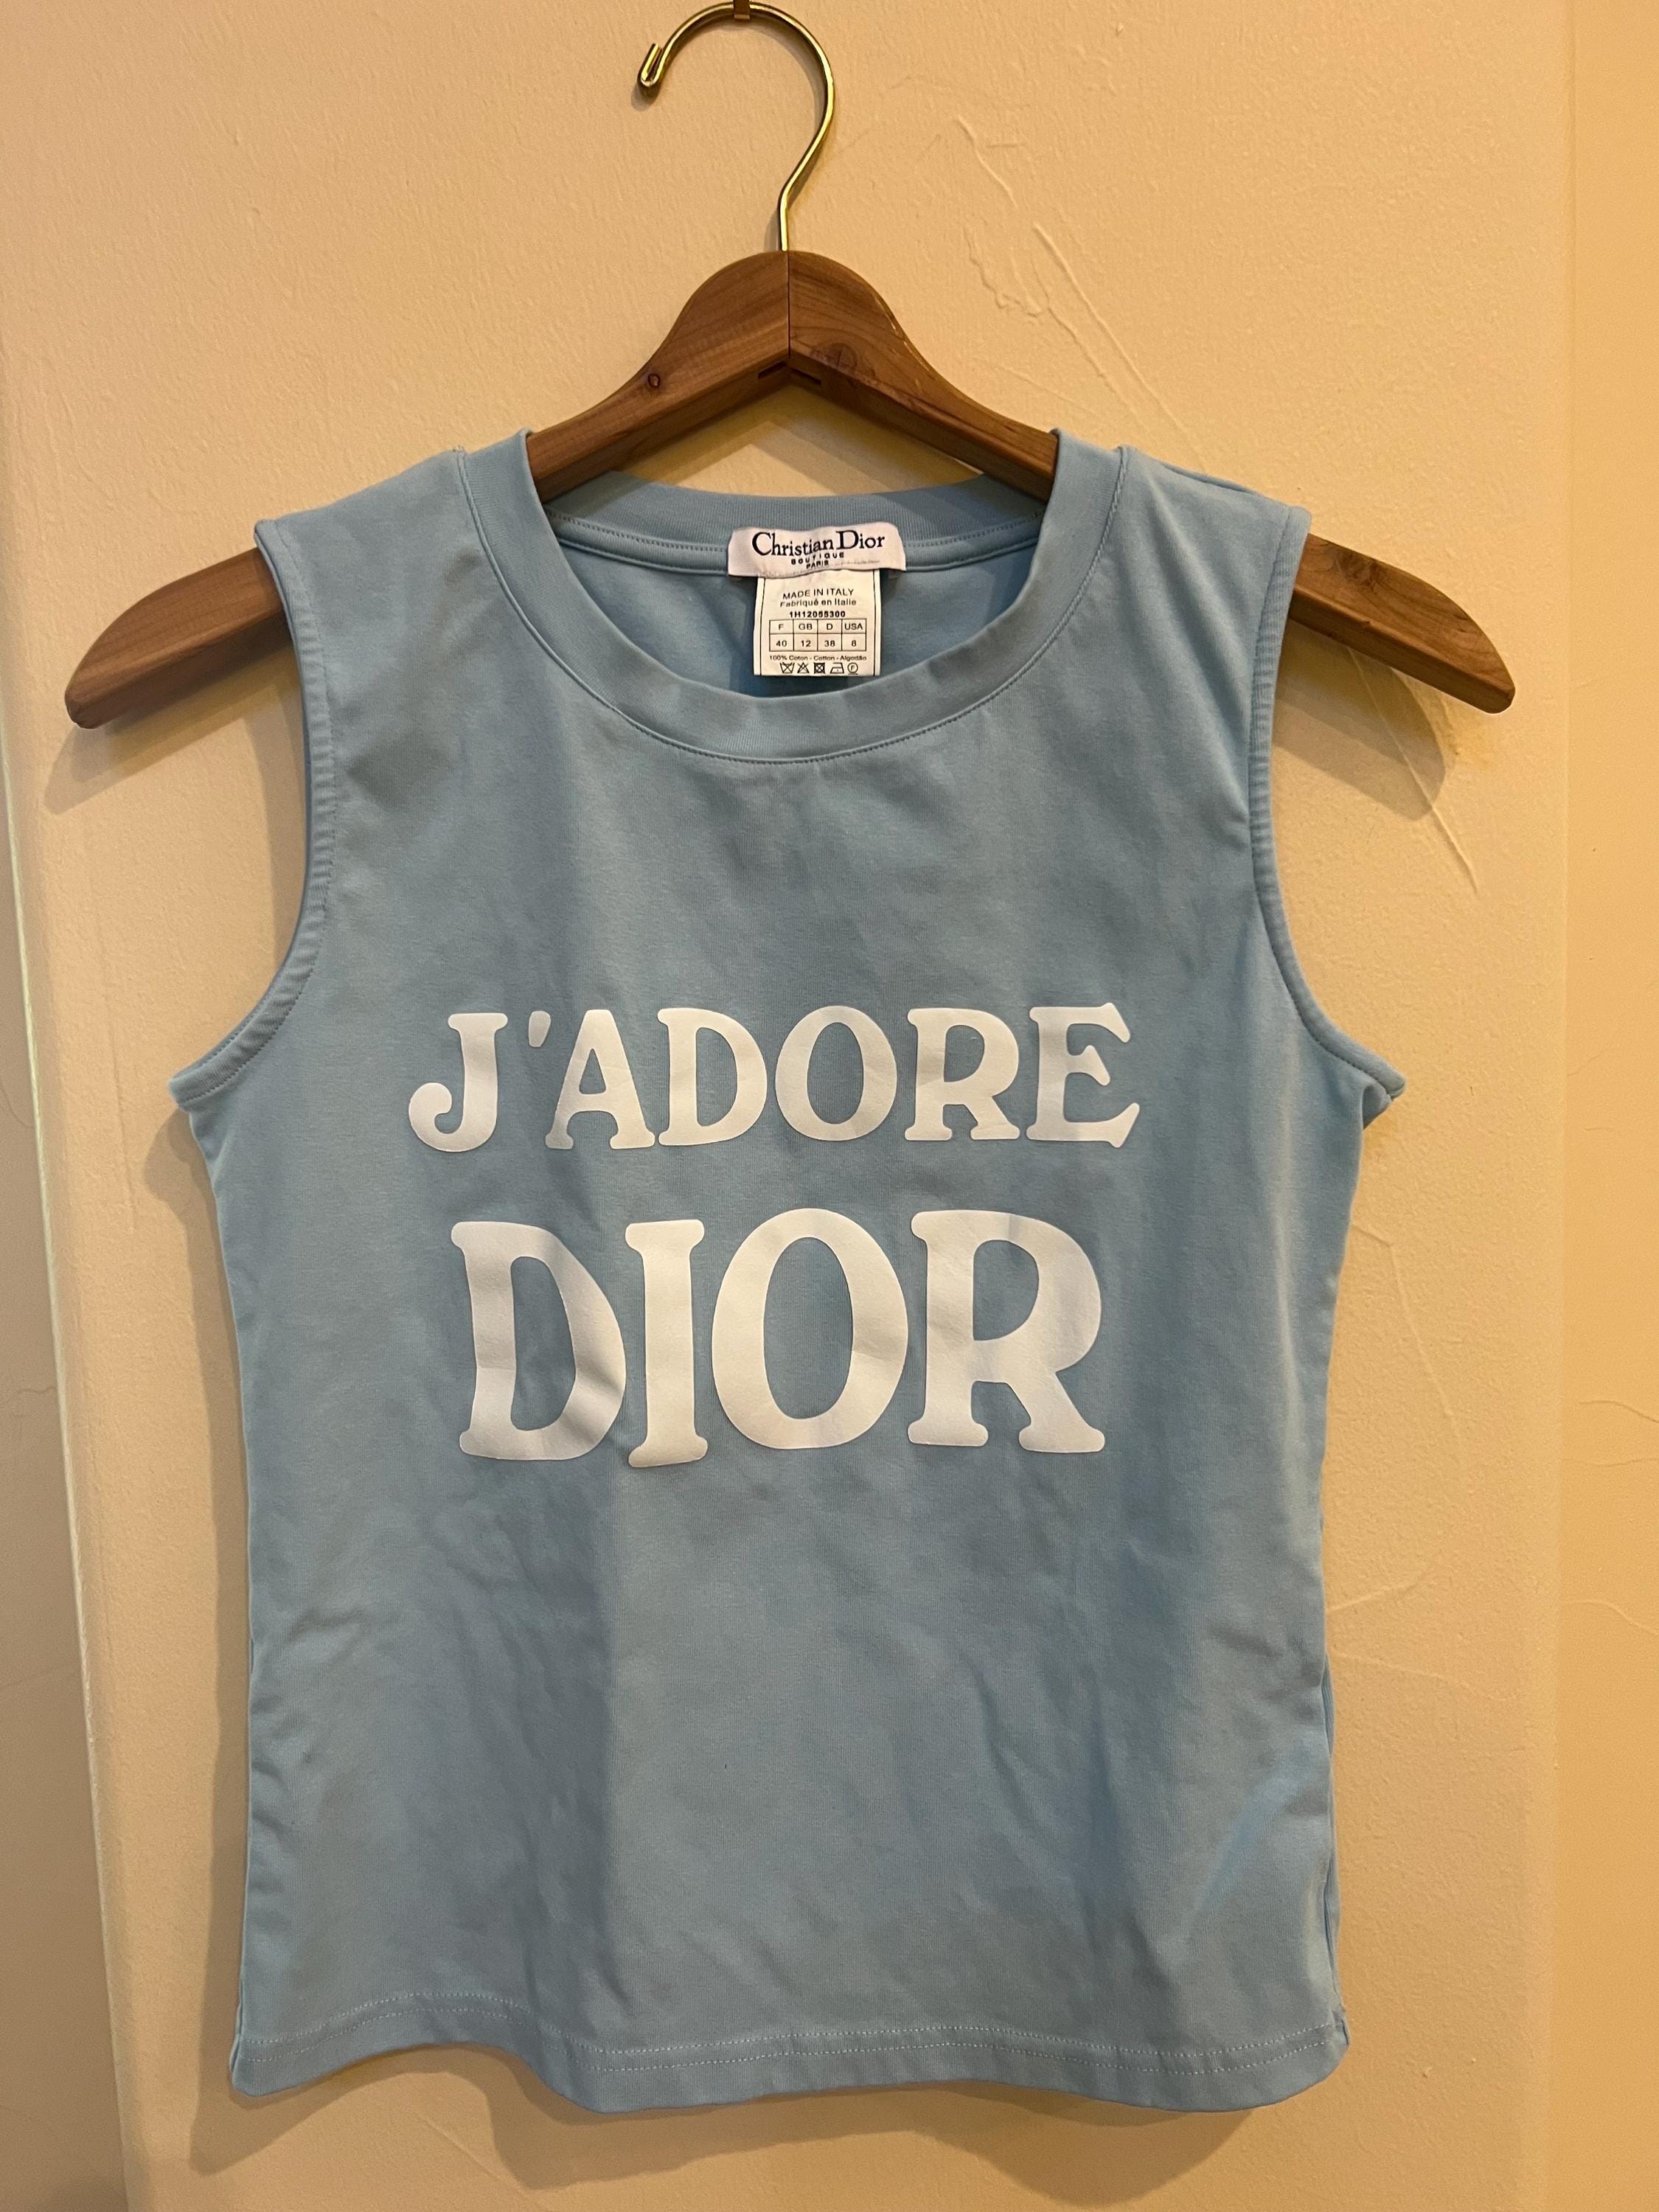 Christian Dior
BOUTIQUE
PARIS
MADE IN ITALY
Fabriqué en Italie
1H12055300
F GB D USA
40 12 38 8
100% Coton - Cotton - Algodão
J'ADORE
DIOR